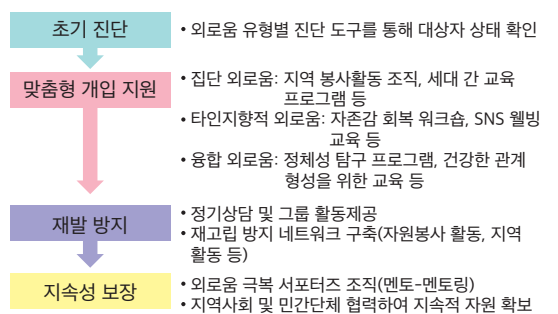 초기 진단
• 외로움 유형별 진단 도구를 통해 대상자 상태 확인
맞춤형 개입 지원
• 집단 외로움: 지역 봉사활동 조직, 세대 간 교육
프로그램 등
• 타인지향적 외로움: 자존감 회복 워크숍, SNS 웰빙
교육 등
• 융합 외로움: 정체성 탐구 프로그램, 건강한 관계
형성을 위한 교육 등
재발 방지
• 정기상담 및 그룹 활동제공
• 재고립 방지 네트워크 구축(자원봉사 활동, 지역
활동 등)
지속성 보장
• 외로움 극복 서포터즈 조직(멘토-멘토링)
• 지역사회 및 민간단체 협력하여 지속적 자원 확보